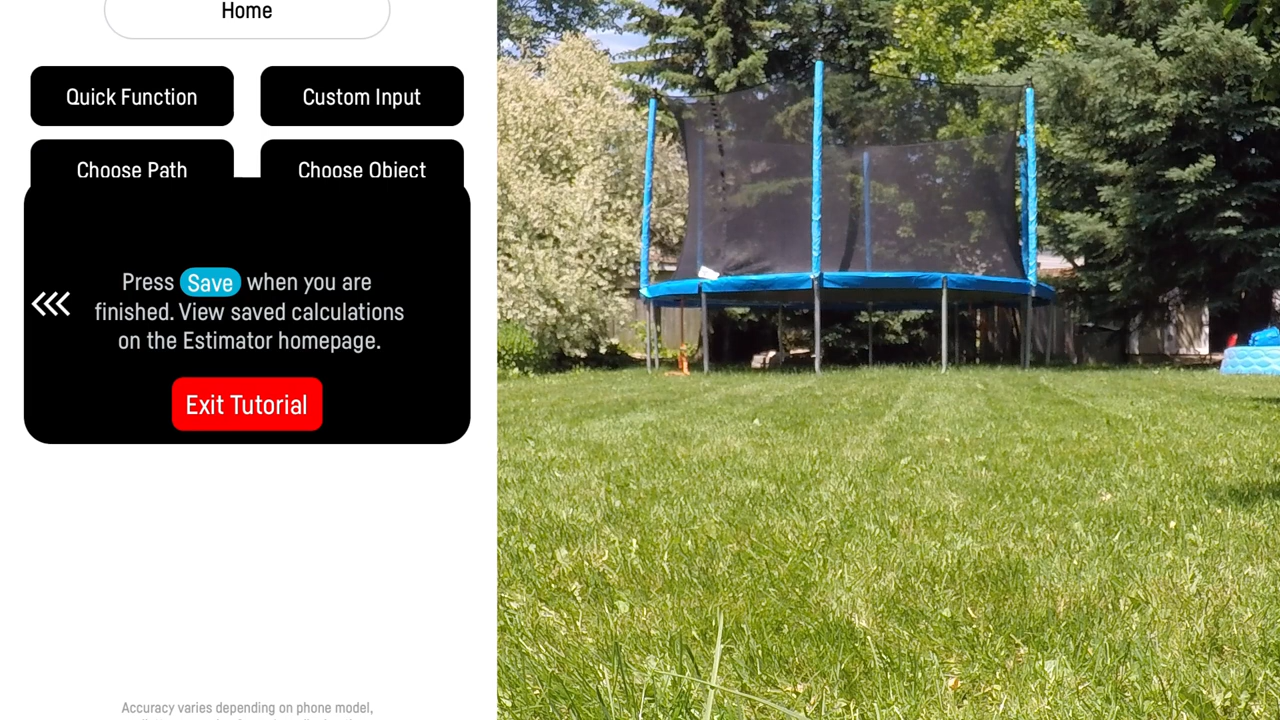 Home
Quick Function
Custom Input
Choose Path
Choose Object
Press Save when you are
finished. View saved calculations
on the Estimator homepage.
Exit Tutorial
Accuracy varies depending on phone model,